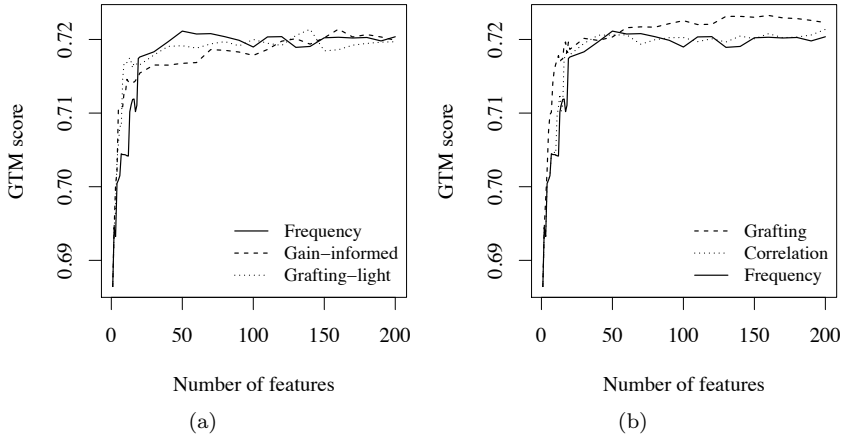 GTM score
0.72
0.71
0.70
0.69
Frequency
Gain−informed
Grafting−light
0 50 100 150 200
Number of features
(a)
GTM score
0.72
0.71
0.70
0.69
Grafting
Correlation
Frequency
0 50 100 150 200
Number of features
(b)